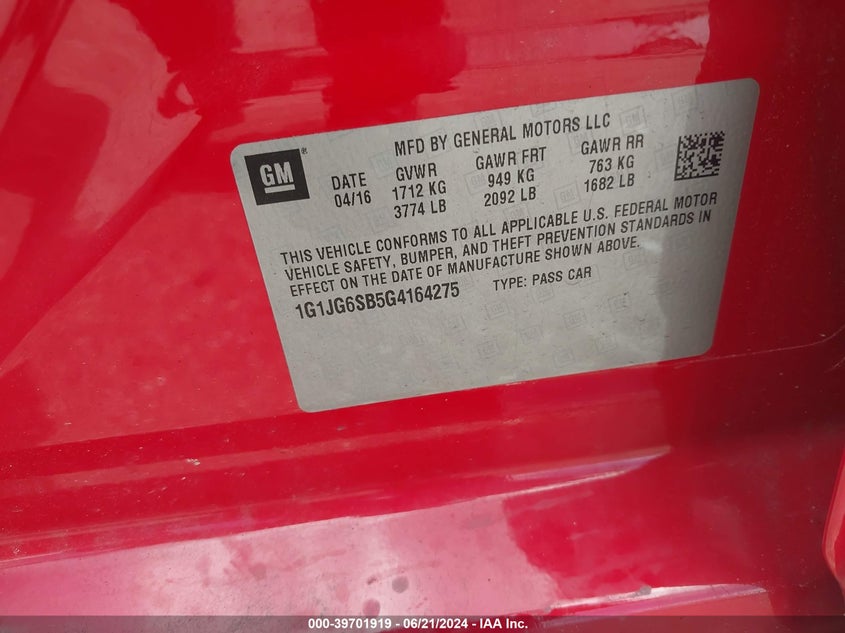 GM ®
MFD BY GENERAL MOTORS LLC
DATE GVWR GAWR FRT GAWR RR
04/16 1712 KG 949 KG 763 KG
3774 LB 2092 LB 1682 LB
THIS VEHICLE CONFORMS TO ALL APPLICABLE U.S. FEDERAL MOTOR
VEHICLE SAFETY, BUMPER, AND THEFT PREVENTION STANDARDS IN
EFFECT ON THE DATE OF MANUFACTURE SHOWN ABOVE.
1G1JG6SB5G4164275 TYPE: PASS CAR
000-39701919 - 06/21/2024 - IAA Inc.